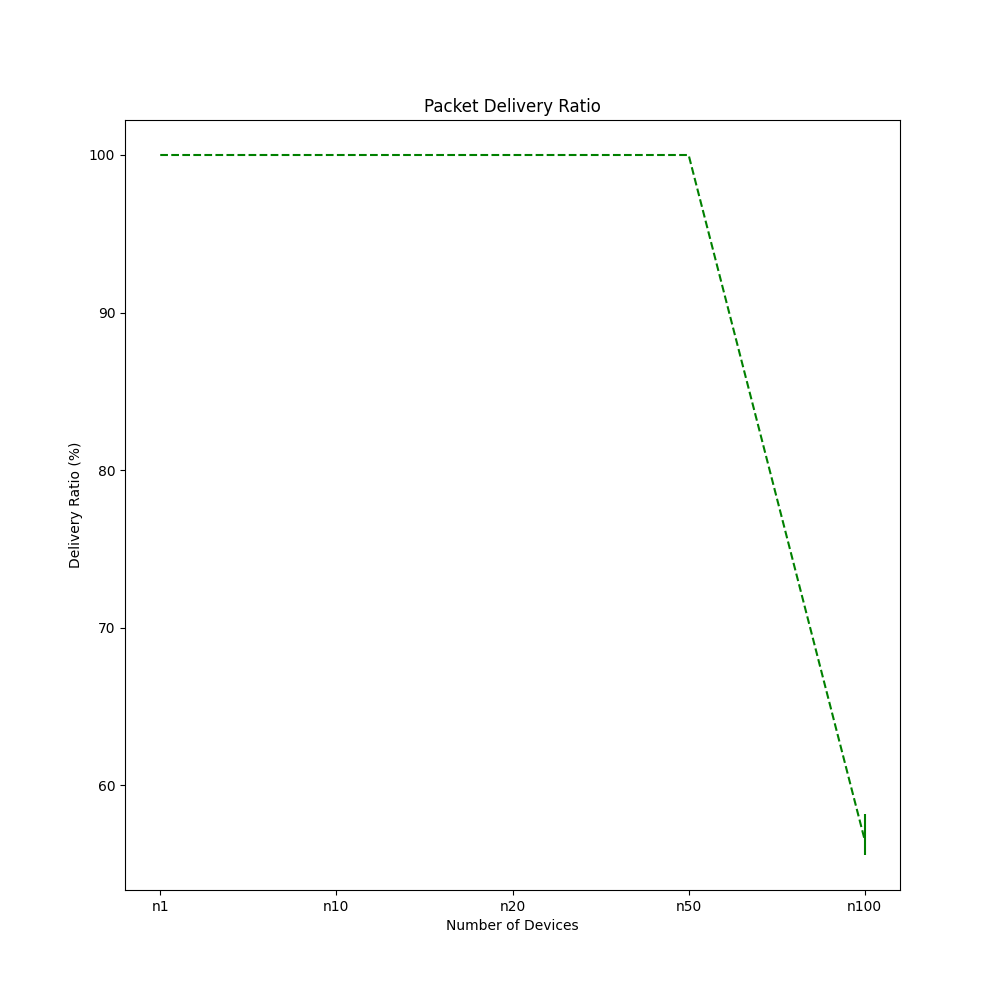 Packet Delivery Ratio
100
90
80
70
60
Delivery Ratio (%)
n1 n10 n20 n50 n100
Number of Devices